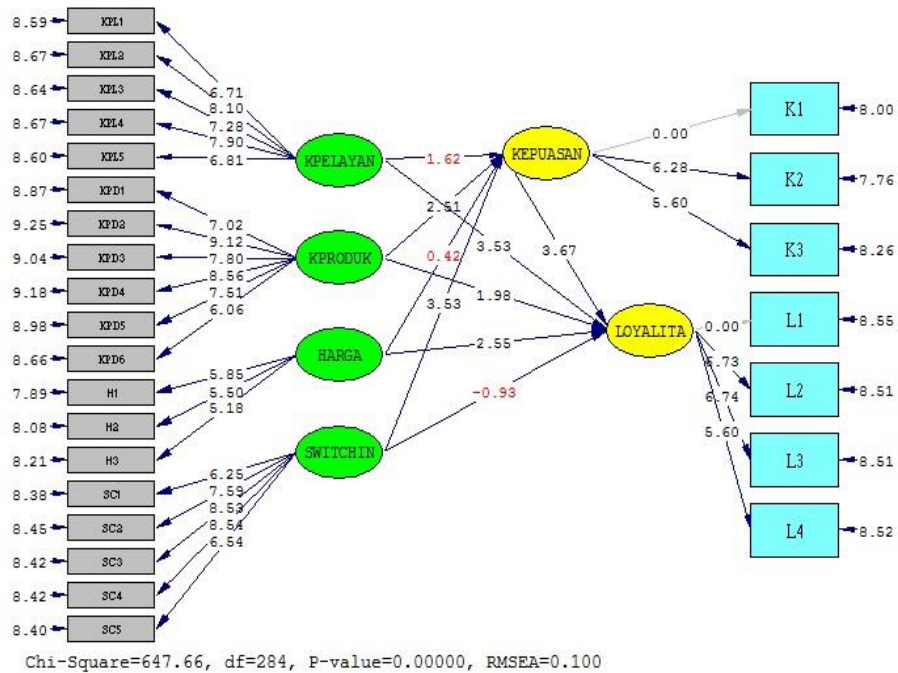 8.59 KPL1
8.67 KPL2
8.64 KPL3
8.67 KPL4
8.60 KPL5
8.87 KPD1
9.25 KPD2
9.04 KPD3
9.18 KPD4
8.98 KPD5
8.66 KPD6
7.89 H1
8.08 H2
8.21 H3
8.38 SC1
8.45 SC2
8.42 SC3
8.42 SC4
8.40 SC5
6.71
8.10
7.28
7.90
6.81
7.02
9.12
7.80
8.56
7.51
6.06
5.85
5.50
5.18
6.25
7.59
8.53
8.54
6.54
KPELAYAN
KPRODUK
HARGA
SWITCHIN
1.62
2.51
0.42
3.53
3.53
1.98
2.55
-0.93
KEPUASAN
3.67
LOYALITA
0.00
6.28
5.60
0.00
6.73
6.74
5.60
K1 8.00
K2 7.76
K3 8.26
L1 8.55
L2 8.51
L3 8.51
L4 8.52
Chi-Square=647.66, df=284, P-value=0.00000, RMSEA=0.100